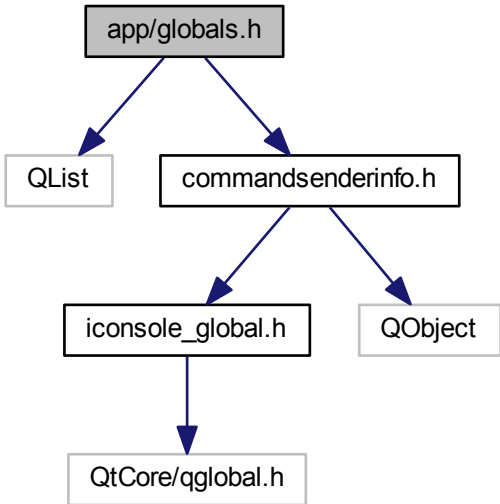 app/globals.h
QList
commandsenderinfo.h
iconsole_global.h
QObject
QtCore/qglobal.h